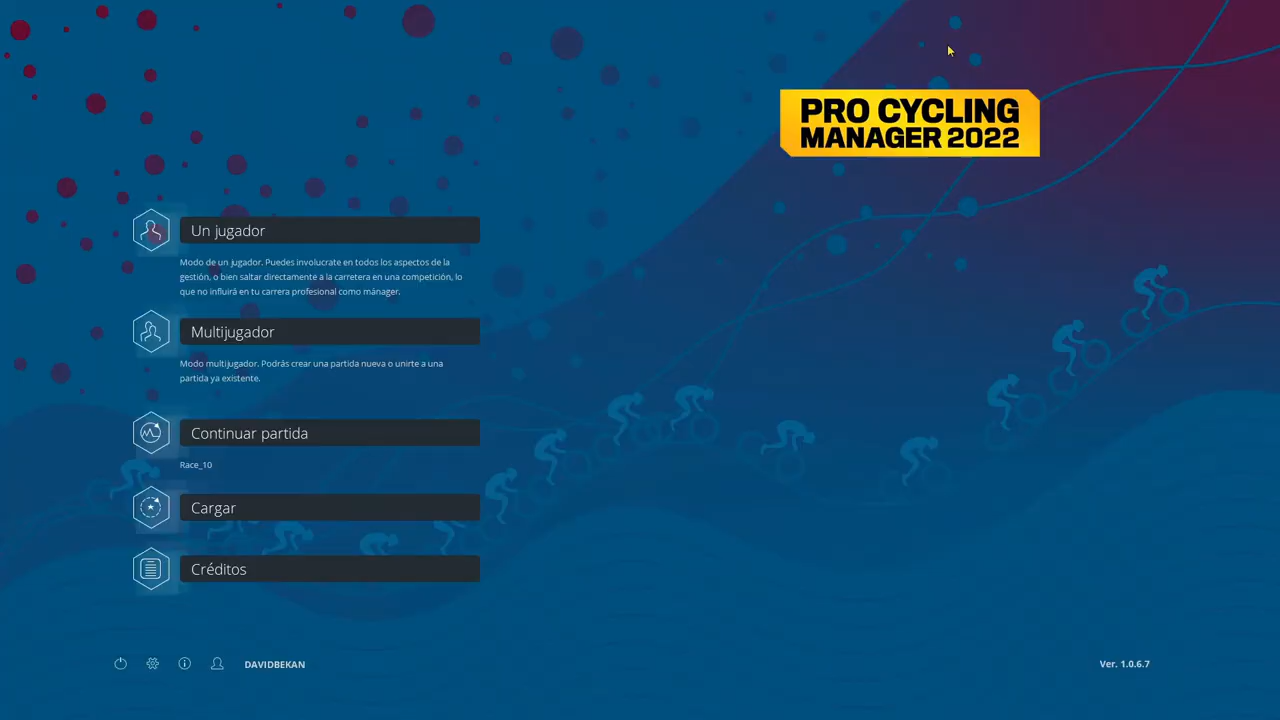 PRO CYCLING
MANAGER 2022
Un jugador
Modo de un jugador. Puedes involucrate en todos los aspectos de la
gestión, o bien saltar directamente a la carretera en una competición, lo
que no influirá en tu carrera profesional como mánager.
Multijugador
Modo multijugador. Podrás crear una partida nueva o unirte a una
partida ya existente.
Continuar partida
Race_10
Cargar
Créditos
DAVIDBEKAN
Ver. 1.0.6.7